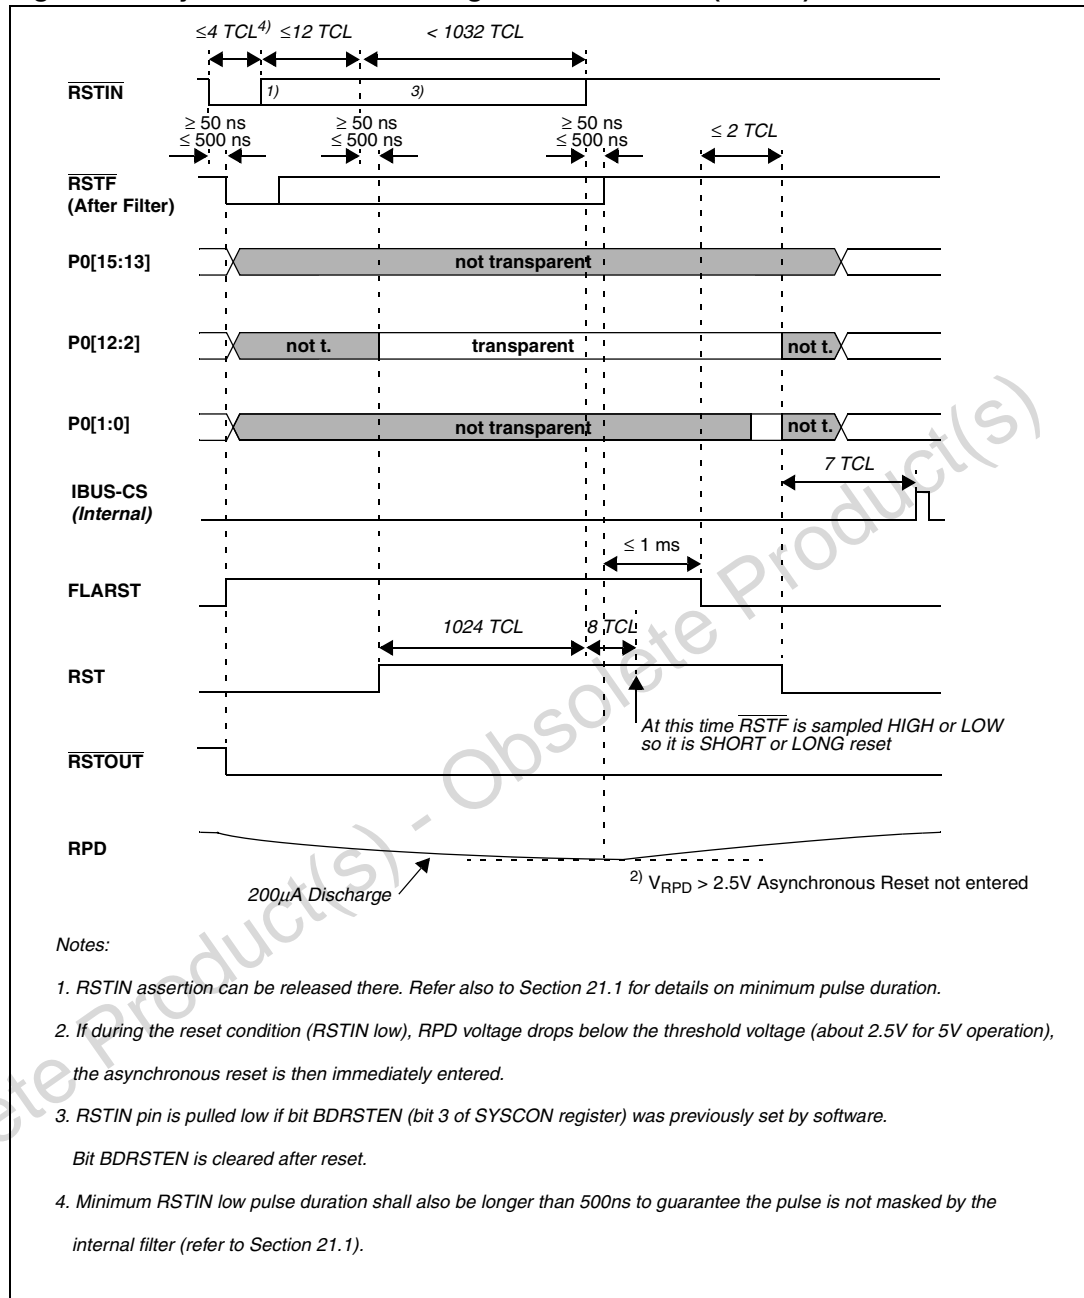 ≤4 TCL4) ≤12 TCL < 1032 TCL
RSTIN 1) 3)
≥ 50 ns ≥ 50 ns ≥ 50 ns
≤ 500 ns ≤ 500 ns ≤ 500 ns ≤ 2 TCL
RSTF
(After Filter)
P0[15:13] not transparent
P0[12:2] not t. transparent not t.
P0[1:0] not transparent not t.
7 TCL
IBUS-CS
(Internal)
≤ 1 ms
FLARST
1024 TCL 8 TCL
RST
At this time RSTF is sampled HIGH or LOW
so it is SHORT or LONG reset
RSTOUT
RPD
200µA Discharge
2) VRPD > 2.5V Asynchronous Reset not entered
Notes:
1. RSTIN assertion can be released there. Refer also to Section 21.1 for details on minimum pulse duration.
2. If during the reset condition (RSTIN low), RPD voltage drops below the threshold voltage (about 2.5V for 5V operation),
the asynchronous reset is then immediately entered.
3. RSTIN pin is pulled low if bit BDRSTEN (bit 3 of SYSCON register) was previously set by software.
Bit BDRSTEN is cleared after reset.
4. Minimum RSTIN low pulse duration shall also be longer than 500ns to guarantee the pulse is not masked by the
internal filter (refer to Section 21.1).
ete Product(s) - Obsolete Product(s)